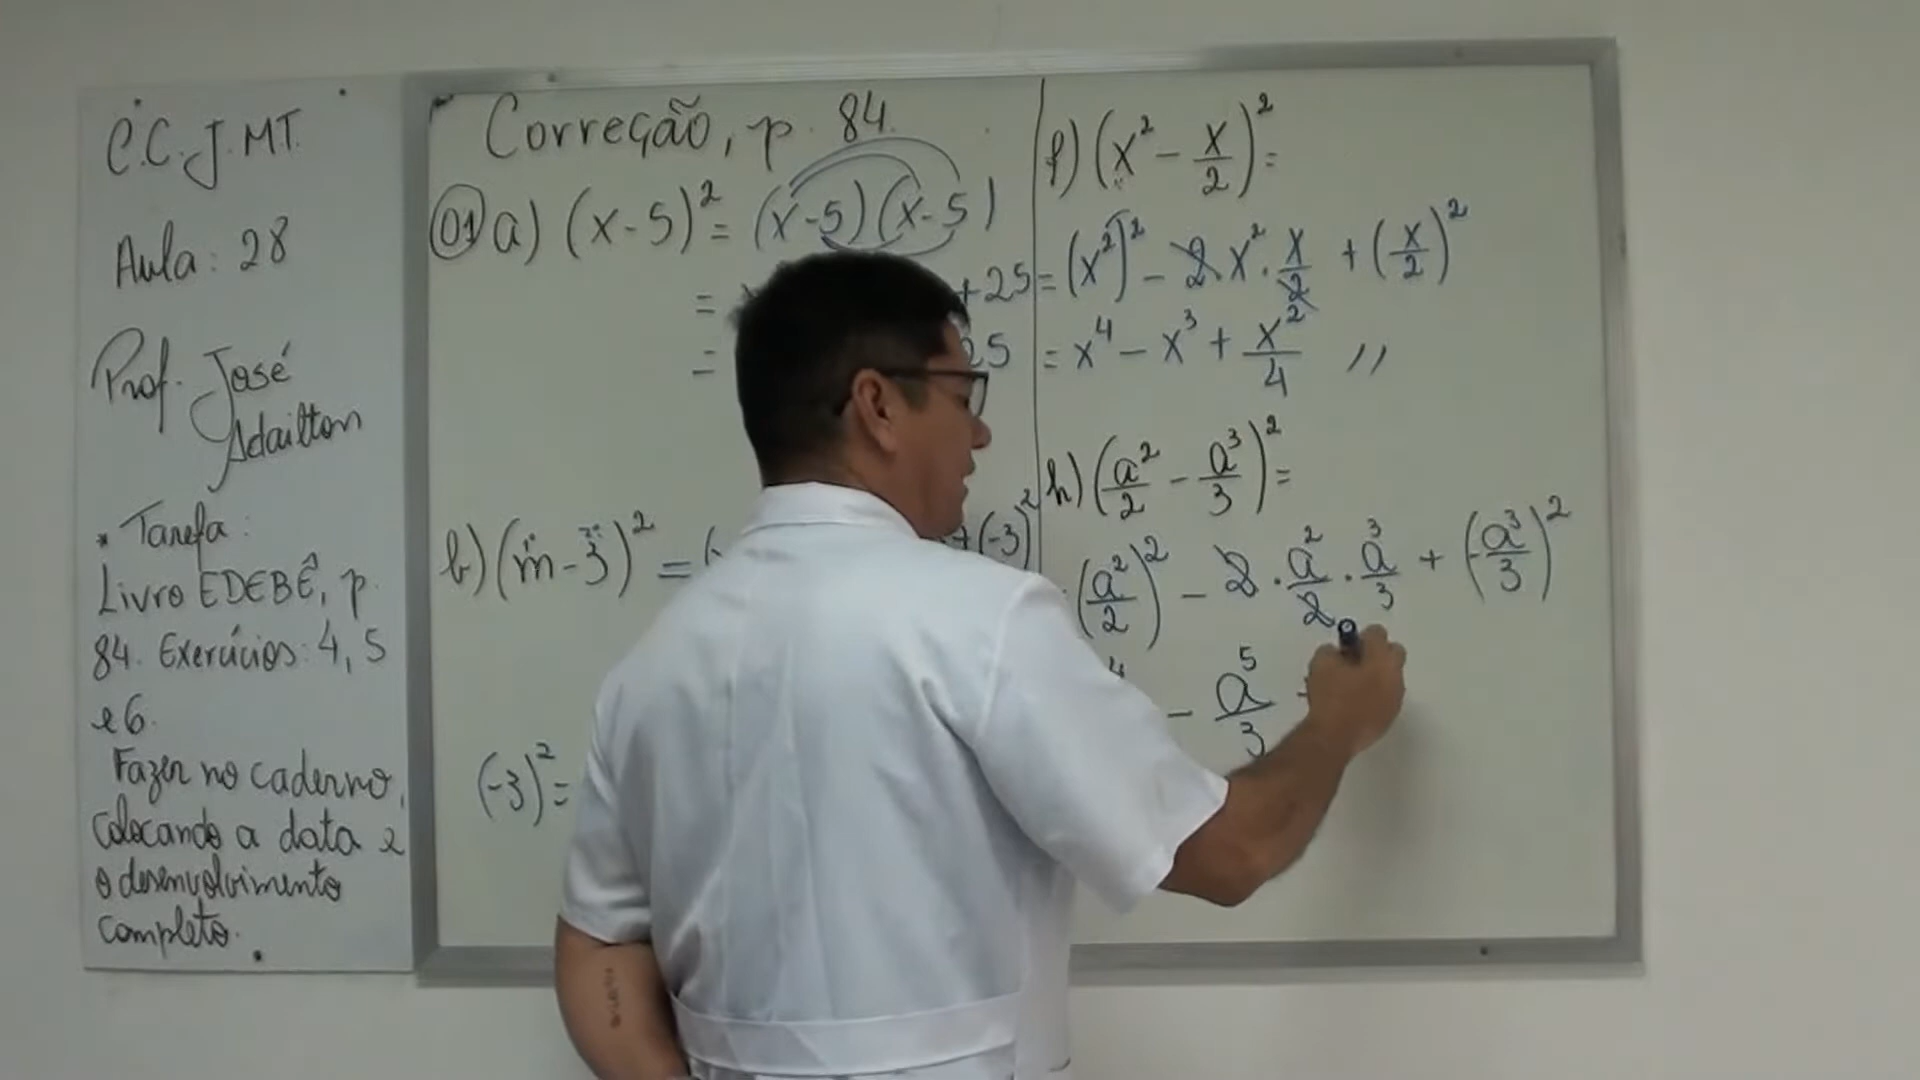 C.C.J.MT.
Aula: 28
Prof. José
Adailton
* Tarefa:
Livro EDEBÊ, p.
84. Exercícios: 4, 5
e 6.
Fazer no caderno,
colocando a data e
o desenvolvimento
completo.
Correção, p. 84
01) a) (x-5)² = (x-5)(x-5)
= +25
= 25
b) (m-3)² = ( +(-3)²
(-3)² =
f) (x² - x/2)² =
= (x²)² - 2.x² . x/2 + (x/2)²
= x⁴ - x³ + x²/4 //
h) (a²/2 - a³/3)² =
(a²/2)² - 2 . a²/2 . a³/3 + (a³/3)²
4 - a⁵/3 +